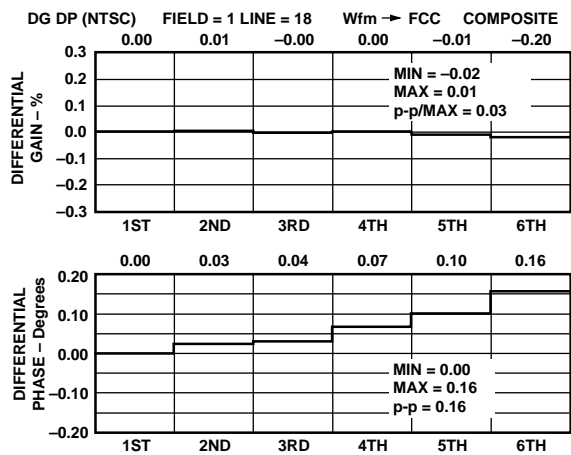 DG DP (NTSC) FIELD = 1 LINE = 18 Wfm → FCC COMPOSITE
0.00 0.01 –0.00 0.00 –0.01 –0.20
DIFFERENTIAL
GAIN – %
0.3
0.2
0.1
0.0
–0.1
–0.2
–0.3
MIN = –0.02
MAX = 0.01
p-p/MAX = 0.03
1ST 2ND 3RD 4TH 5TH 6TH
0.00 0.03 0.04 0.07 0.10 0.16
DIFFERENTIAL
PHASE – Degrees
0.20
0.10
0.00
–0.10
–0.20
MIN = 0.00
MAX = 0.16
p-p = 0.16
1ST 2ND 3RD 4TH 5TH 6TH